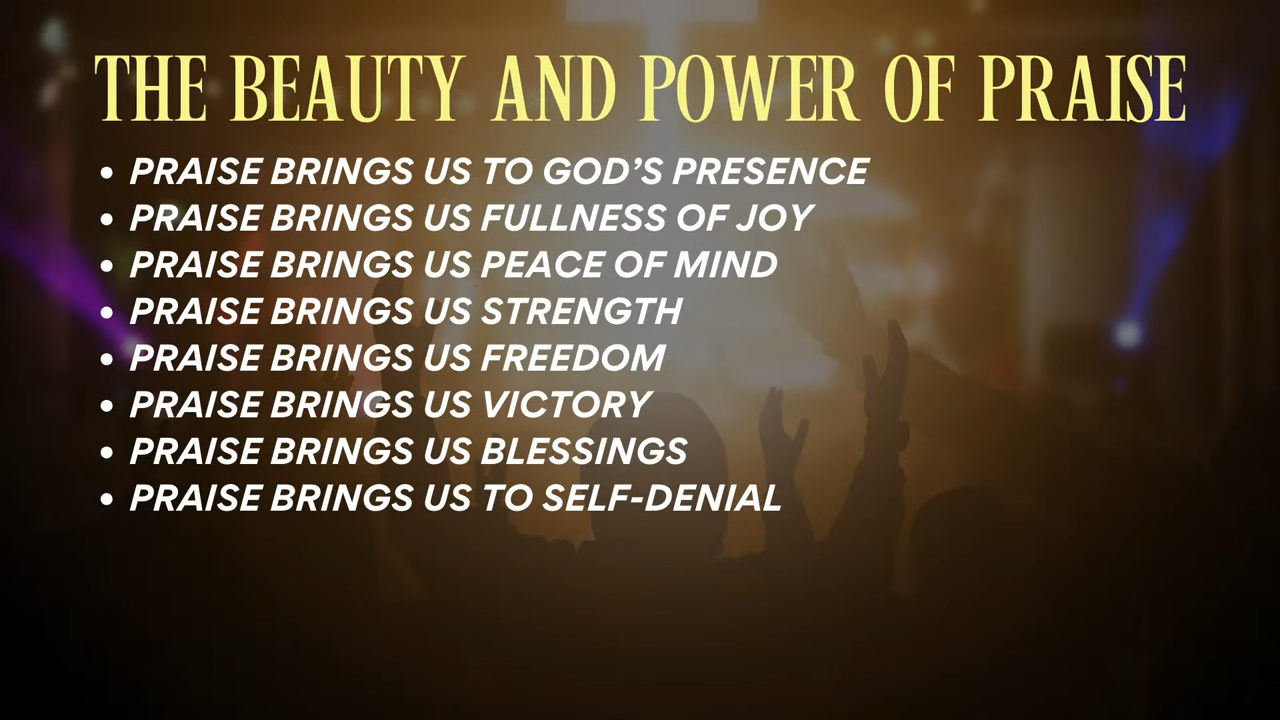 THE BEAUTY AND POWER OF PRAISE
• PRAISE BRINGS US TO GOD’S PRESENCE
• PRAISE BRINGS US FULLNESS OF JOY
• PRAISE BRINGS US PEACE OF MIND
• PRAISE BRINGS US STRENGTH
• PRAISE BRINGS US FREEDOM
• PRAISE BRINGS US VICTORY
• PRAISE BRINGS US BLESSINGS
• PRAISE BRINGS US TO SELF-DENIAL